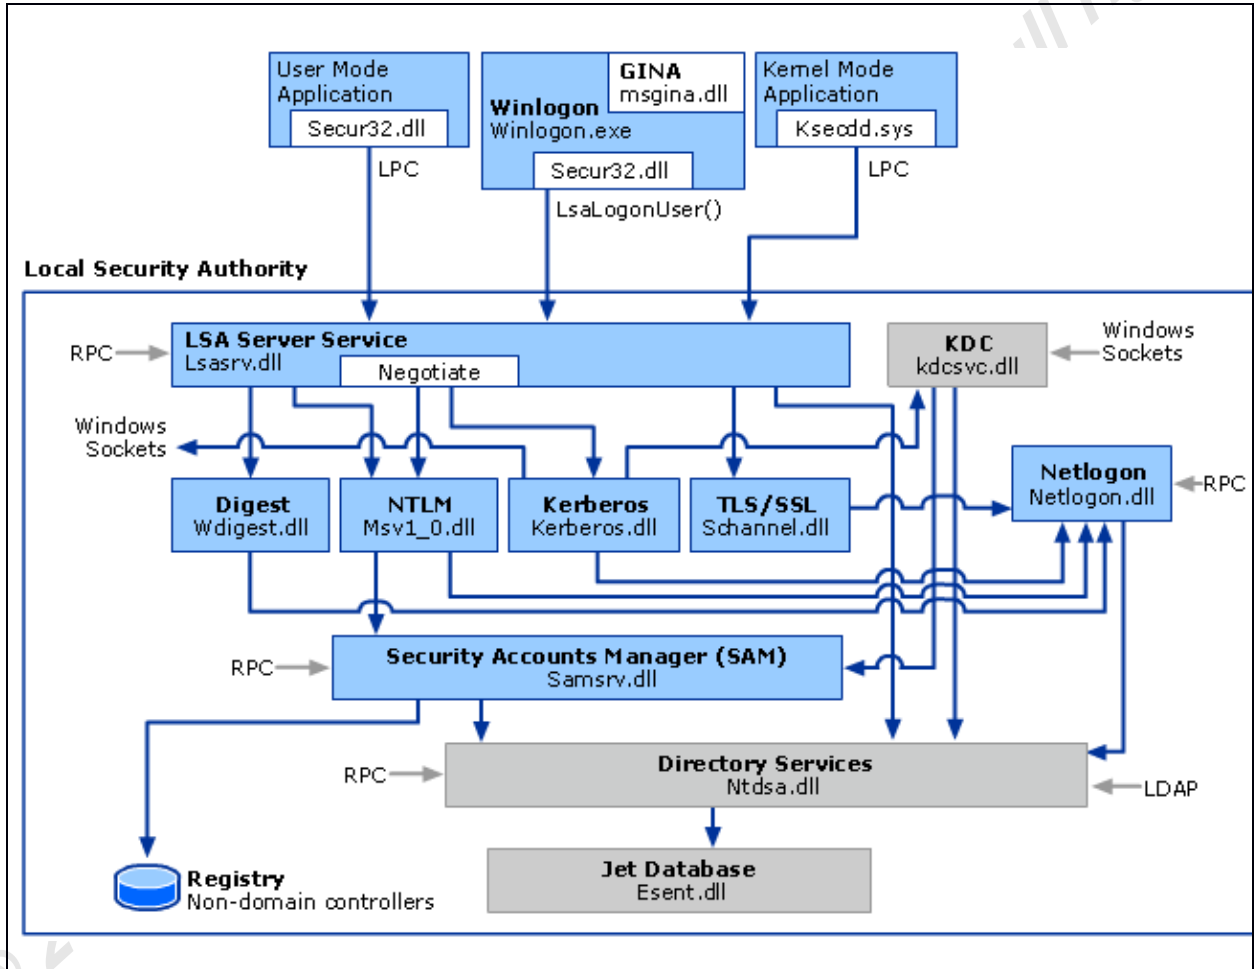 User Mode
Application
Secur32.dll
LPC
GINA
msgina.dll
Winlogon
Winlogon.exe
Secur32.dll
LsaLogonUser()
Kernel Mode
Application
Ksecdd.sys
LPC
Local Security Authority
RPC
LSA Server Service
Lsasrv.dll
Negotiate
KDC
kdcsvc.dll
Windows
Sockets
Windows
Sockets
Digest
Wdigest.dll
NTLM
Msv1_0.dll
Kerberos
Kerberos.dll
TLS/SSL
Schannel.dll
Netlogon
Netlogon.dll
RPC
RPC
Security Accounts Manager (SAM)
Samsrv.dll
RPC
Directory Services
Ntdsa.dll
LDAP
Jet Database
Esent.dll
Registry
Non-domain controllers